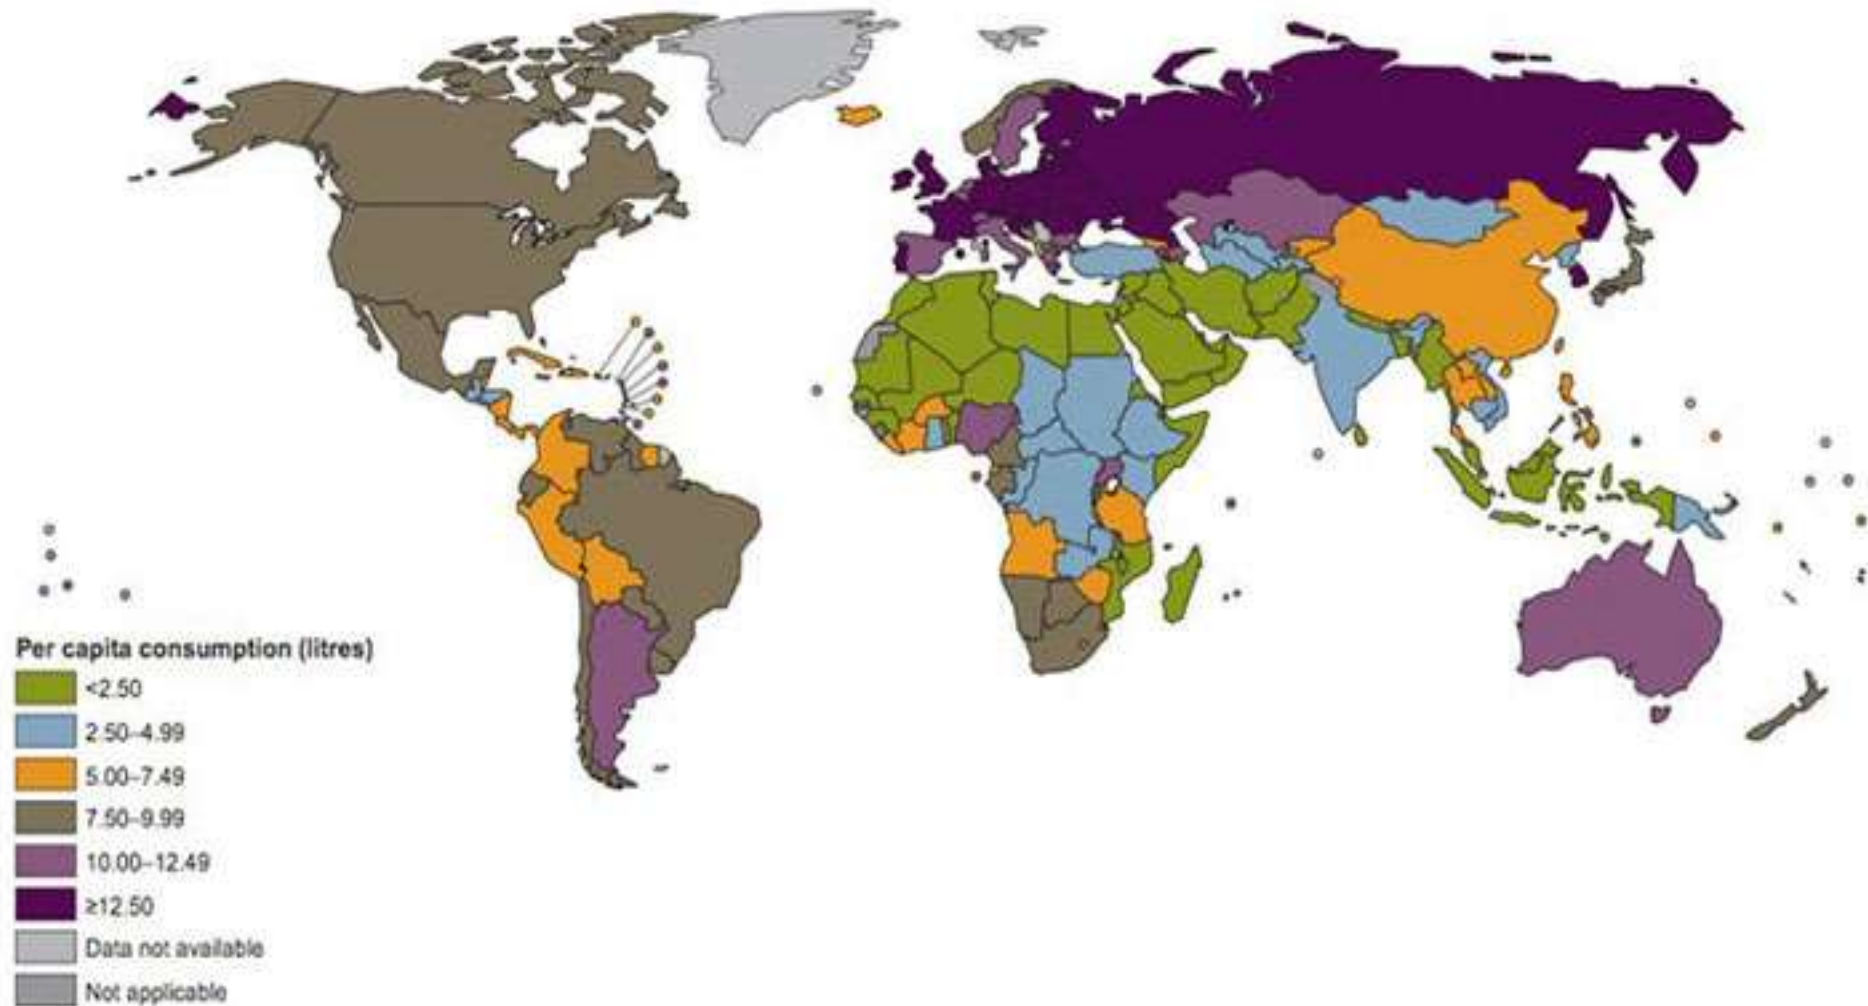 Per capita consumption (litres)
<2.50
2.50–4.99
5.00–7.49
7.50–9.99
10.00–12.49
≥12.50
Data not available
Not applicable